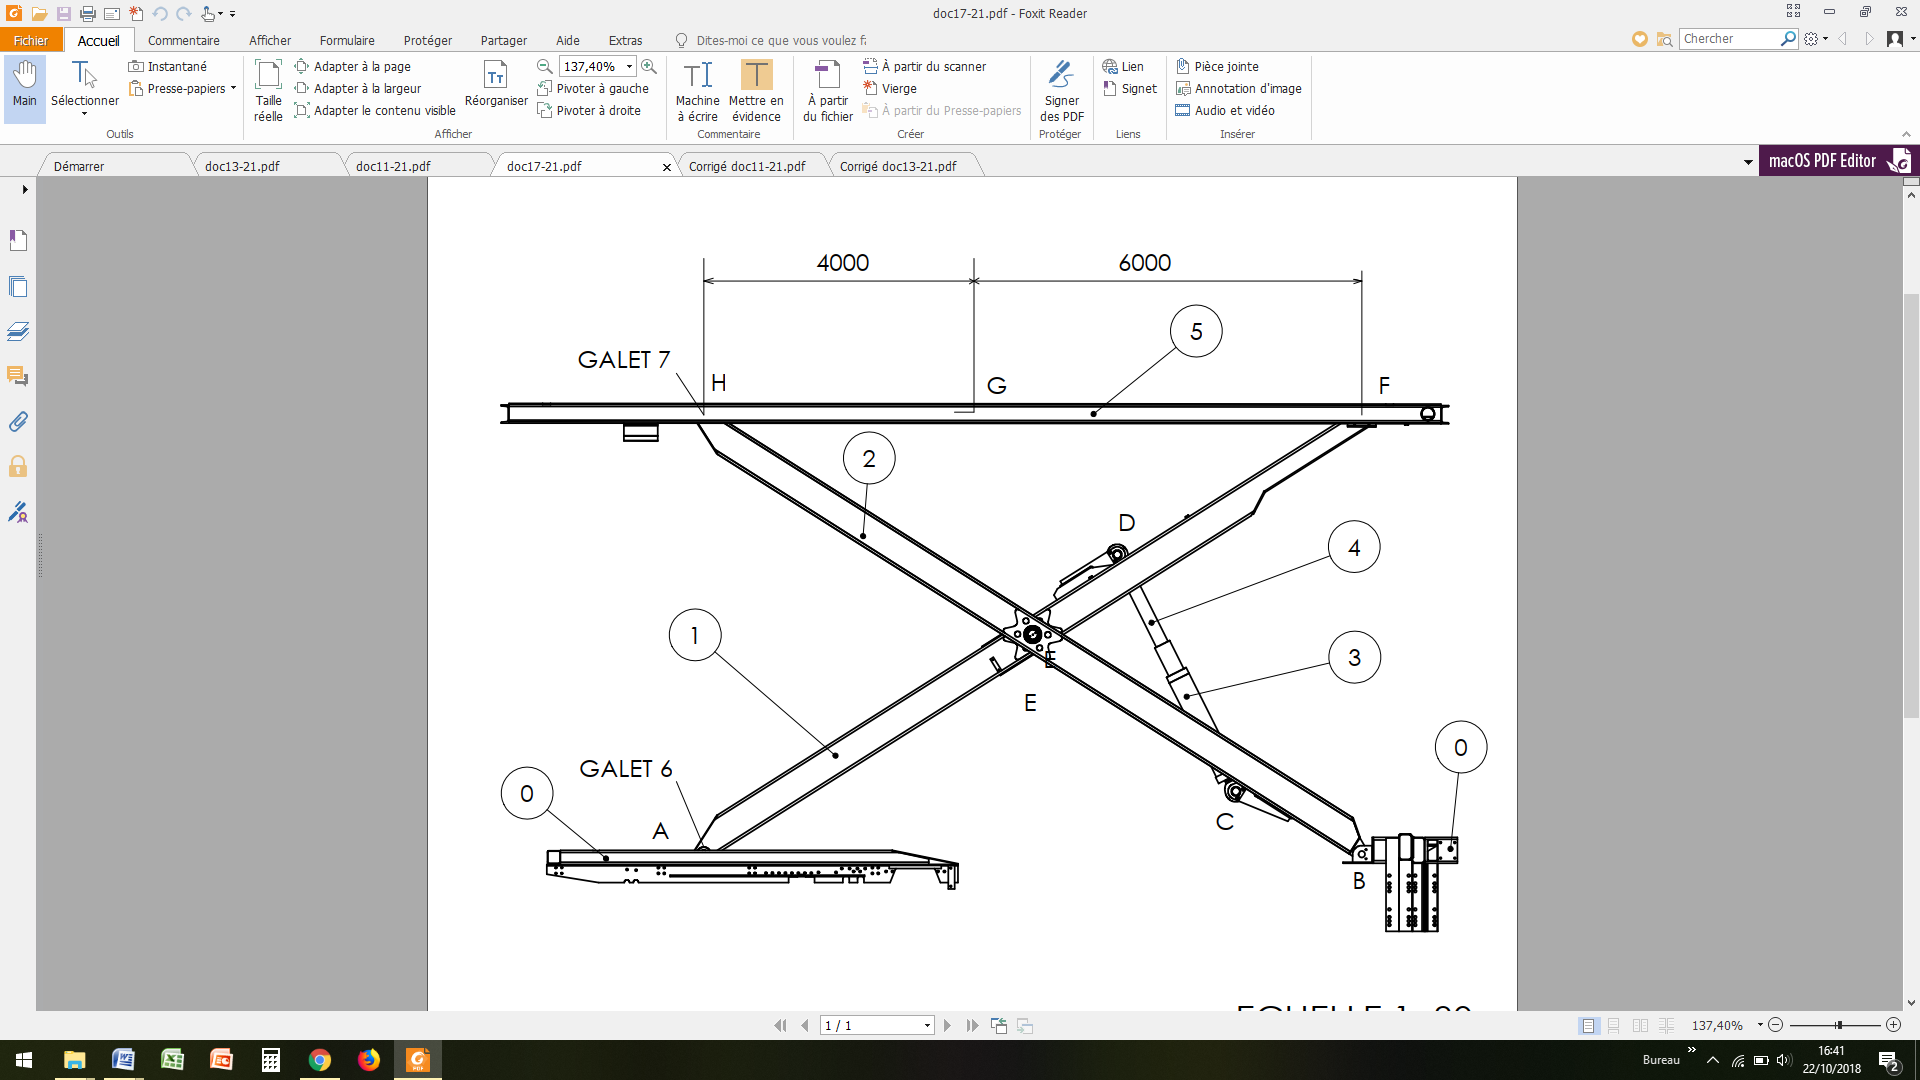 doc17-21.pdf - Foxit Reader
Fichier
Accueil
Commentaire
Afficher
Formulaire
Protéger
Partager
Aide
Extras
Dites-moi ce que vous voulez fa
Chercher
Main
Sélectionner
Instantané
Presse-papiers
Outils
Taille
réelle
Adapter à la page
Adapter à la largeur
Adapter le contenu visible
Réorganiser
137,40%
Pivoter à gauche
Pivoter à droite
Afficher
Machine
à écrire
Mettre en
évidence
Commentaire
À partir
du fichier
À partir du scanner
Vierge
À partir du Presse-papiers
Créer
Signer
des PDF
Protéger
Lien
Signet
Liens
Pièce jointe
Annotation d'image
Audio et vidéo
Insérer
Démarrer
doc13-21.pdf
doc11-21.pdf
doc17-21.pdf
Corrigé doc11-21.pdf
Corrigé doc13-21.pdf
macOS PDF Editor
4000
6000
5
GALET 7
H
G
F
2
D
4
1
3
E
E
GALET 6
0
0
A
C
B
1 / 1
137,40%
Bureau
16:41
22/10/2018
2